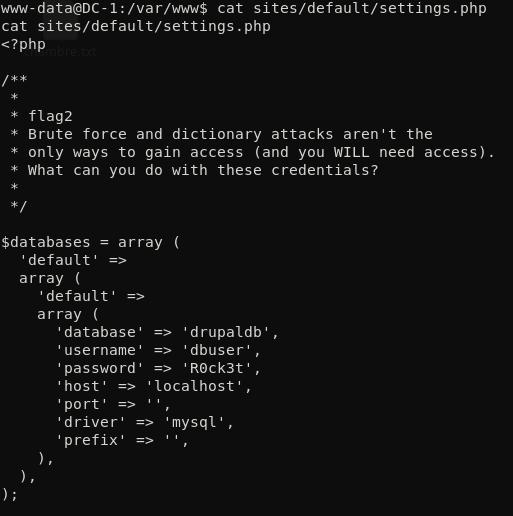 www-data@DC-1:/var/www$ cat sites/default/settings.php
cat sites/default/settings.php
<?php

/**
 *
 * flag2
 * Brute force and dictionary attacks aren't the
 * only ways to gain access (and you WILL need access).
 * What can you do with these credentials?
 *
 */

$databases = array (
  'default' =>
  array (
    'default' =>
    array (
      'database' => 'drupaldb',
      'username' => 'dbuser',
      'password' => 'R0ck3t',
      'host' => 'localhost',
      'port' => '',
      'driver' => 'mysql',
      'prefix' => '',
    ),
  ),
);